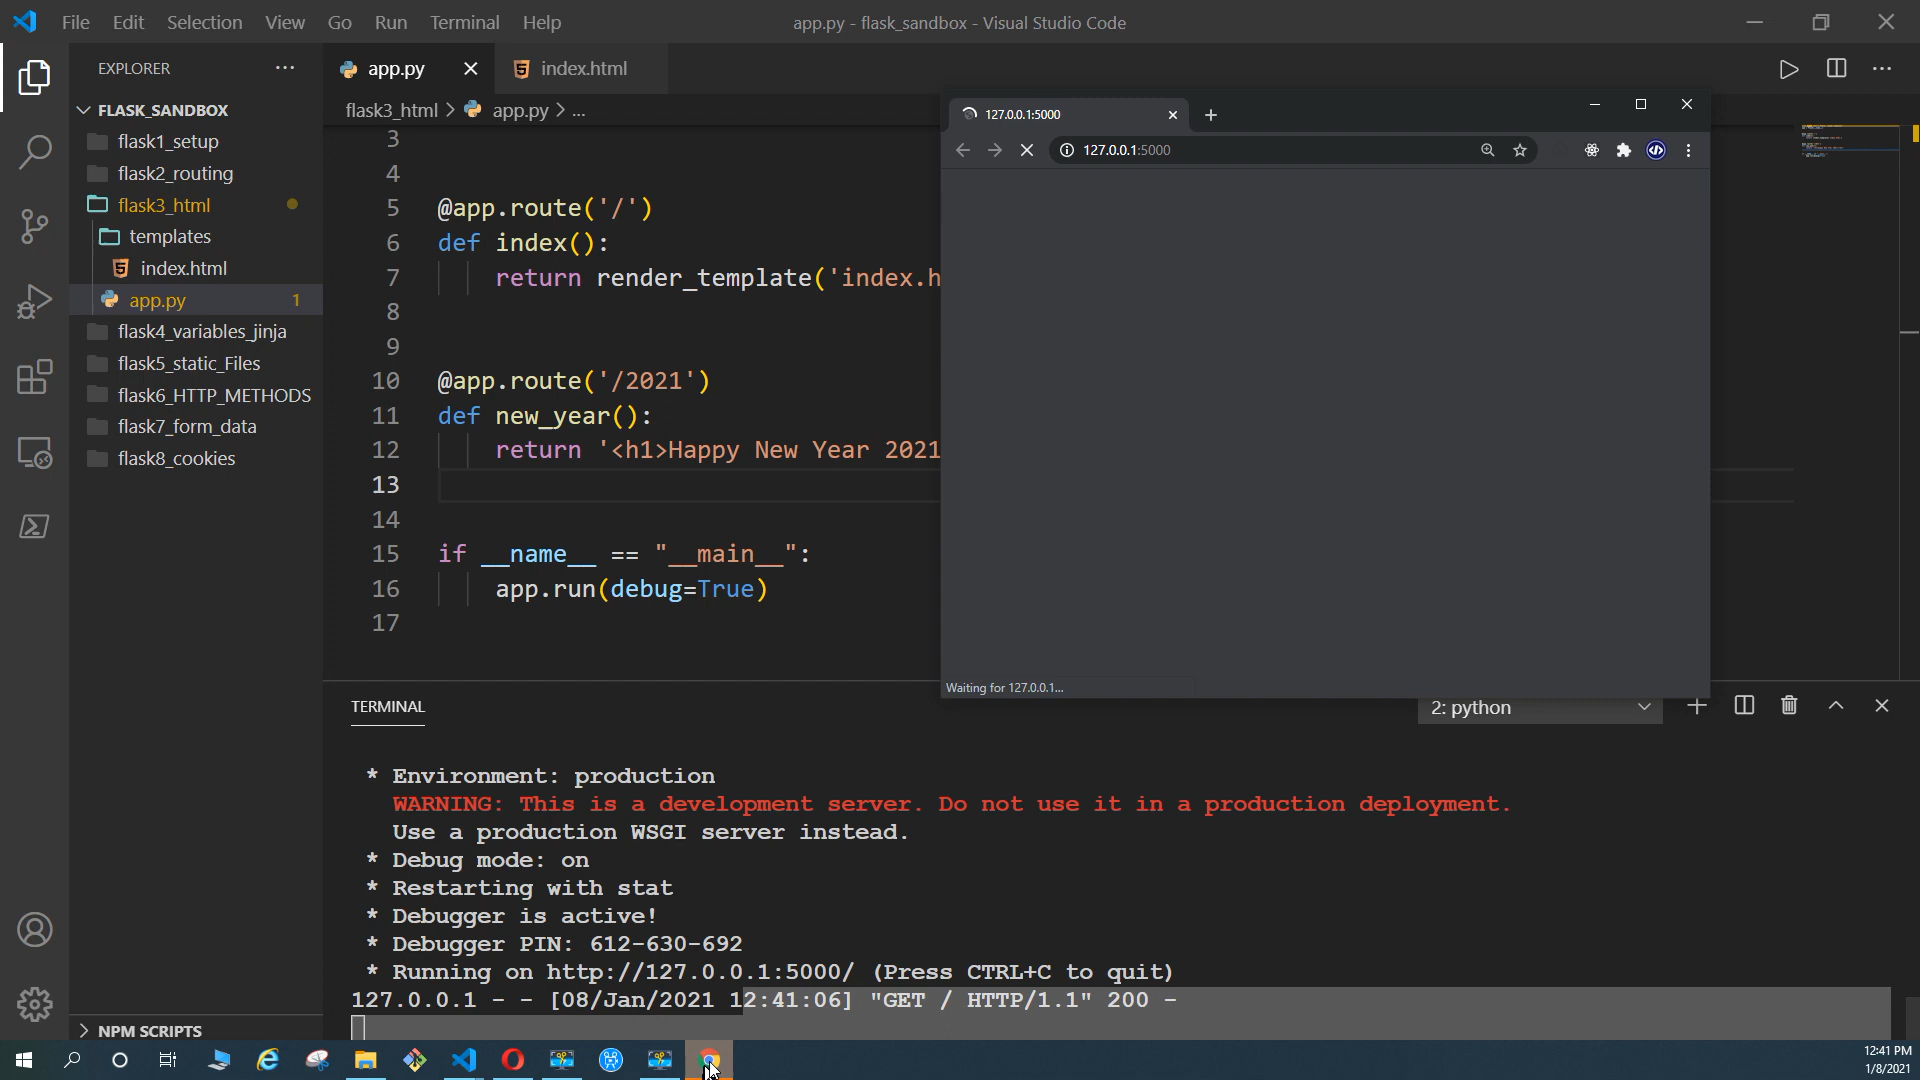 File Edit Selection View Go Run Terminal Help
app.py - flask_sandbox - Visual Studio Code
EXPLORER
FLASK_SANDBOX
flask1_setup
flask2_routing
flask3_html
templates
index.html
app.py 1
flask4_variables_jinja
flask5_static_Files
flask6_HTTP_METHODS
flask7_form_data
flask8_cookies
NPM SCRIPTS
app.py
index.html
flask3_html > app.py > ...
3
4
5 @app.route('/')
6 def index():
7 return render_template('index.h
8
9
10 @app.route('/2021')
11 def new_year():
12 return '<h1>Happy New Year 2021
13
14
15 if __name__ == "__main__":
16 app.run(debug=True)
17
127.0.0.1:5000
127.0.0.1:5000
Waiting for 127.0.0.1...
TERMINAL
2: python
* Environment: production
WARNING: This is a development server. Do not use it in a production deployment.
Use a production WSGI server instead.
* Debug mode: on
* Restarting with stat
* Debugger is active!
* Debugger PIN: 612-630-692
* Running on http://127.0.0.1:5000/ (Press CTRL+C to quit)
127.0.0.1 - - [08/Jan/2021 12:41:06] "GET / HTTP/1.1" 200 -
12:41 PM
1/8/2021